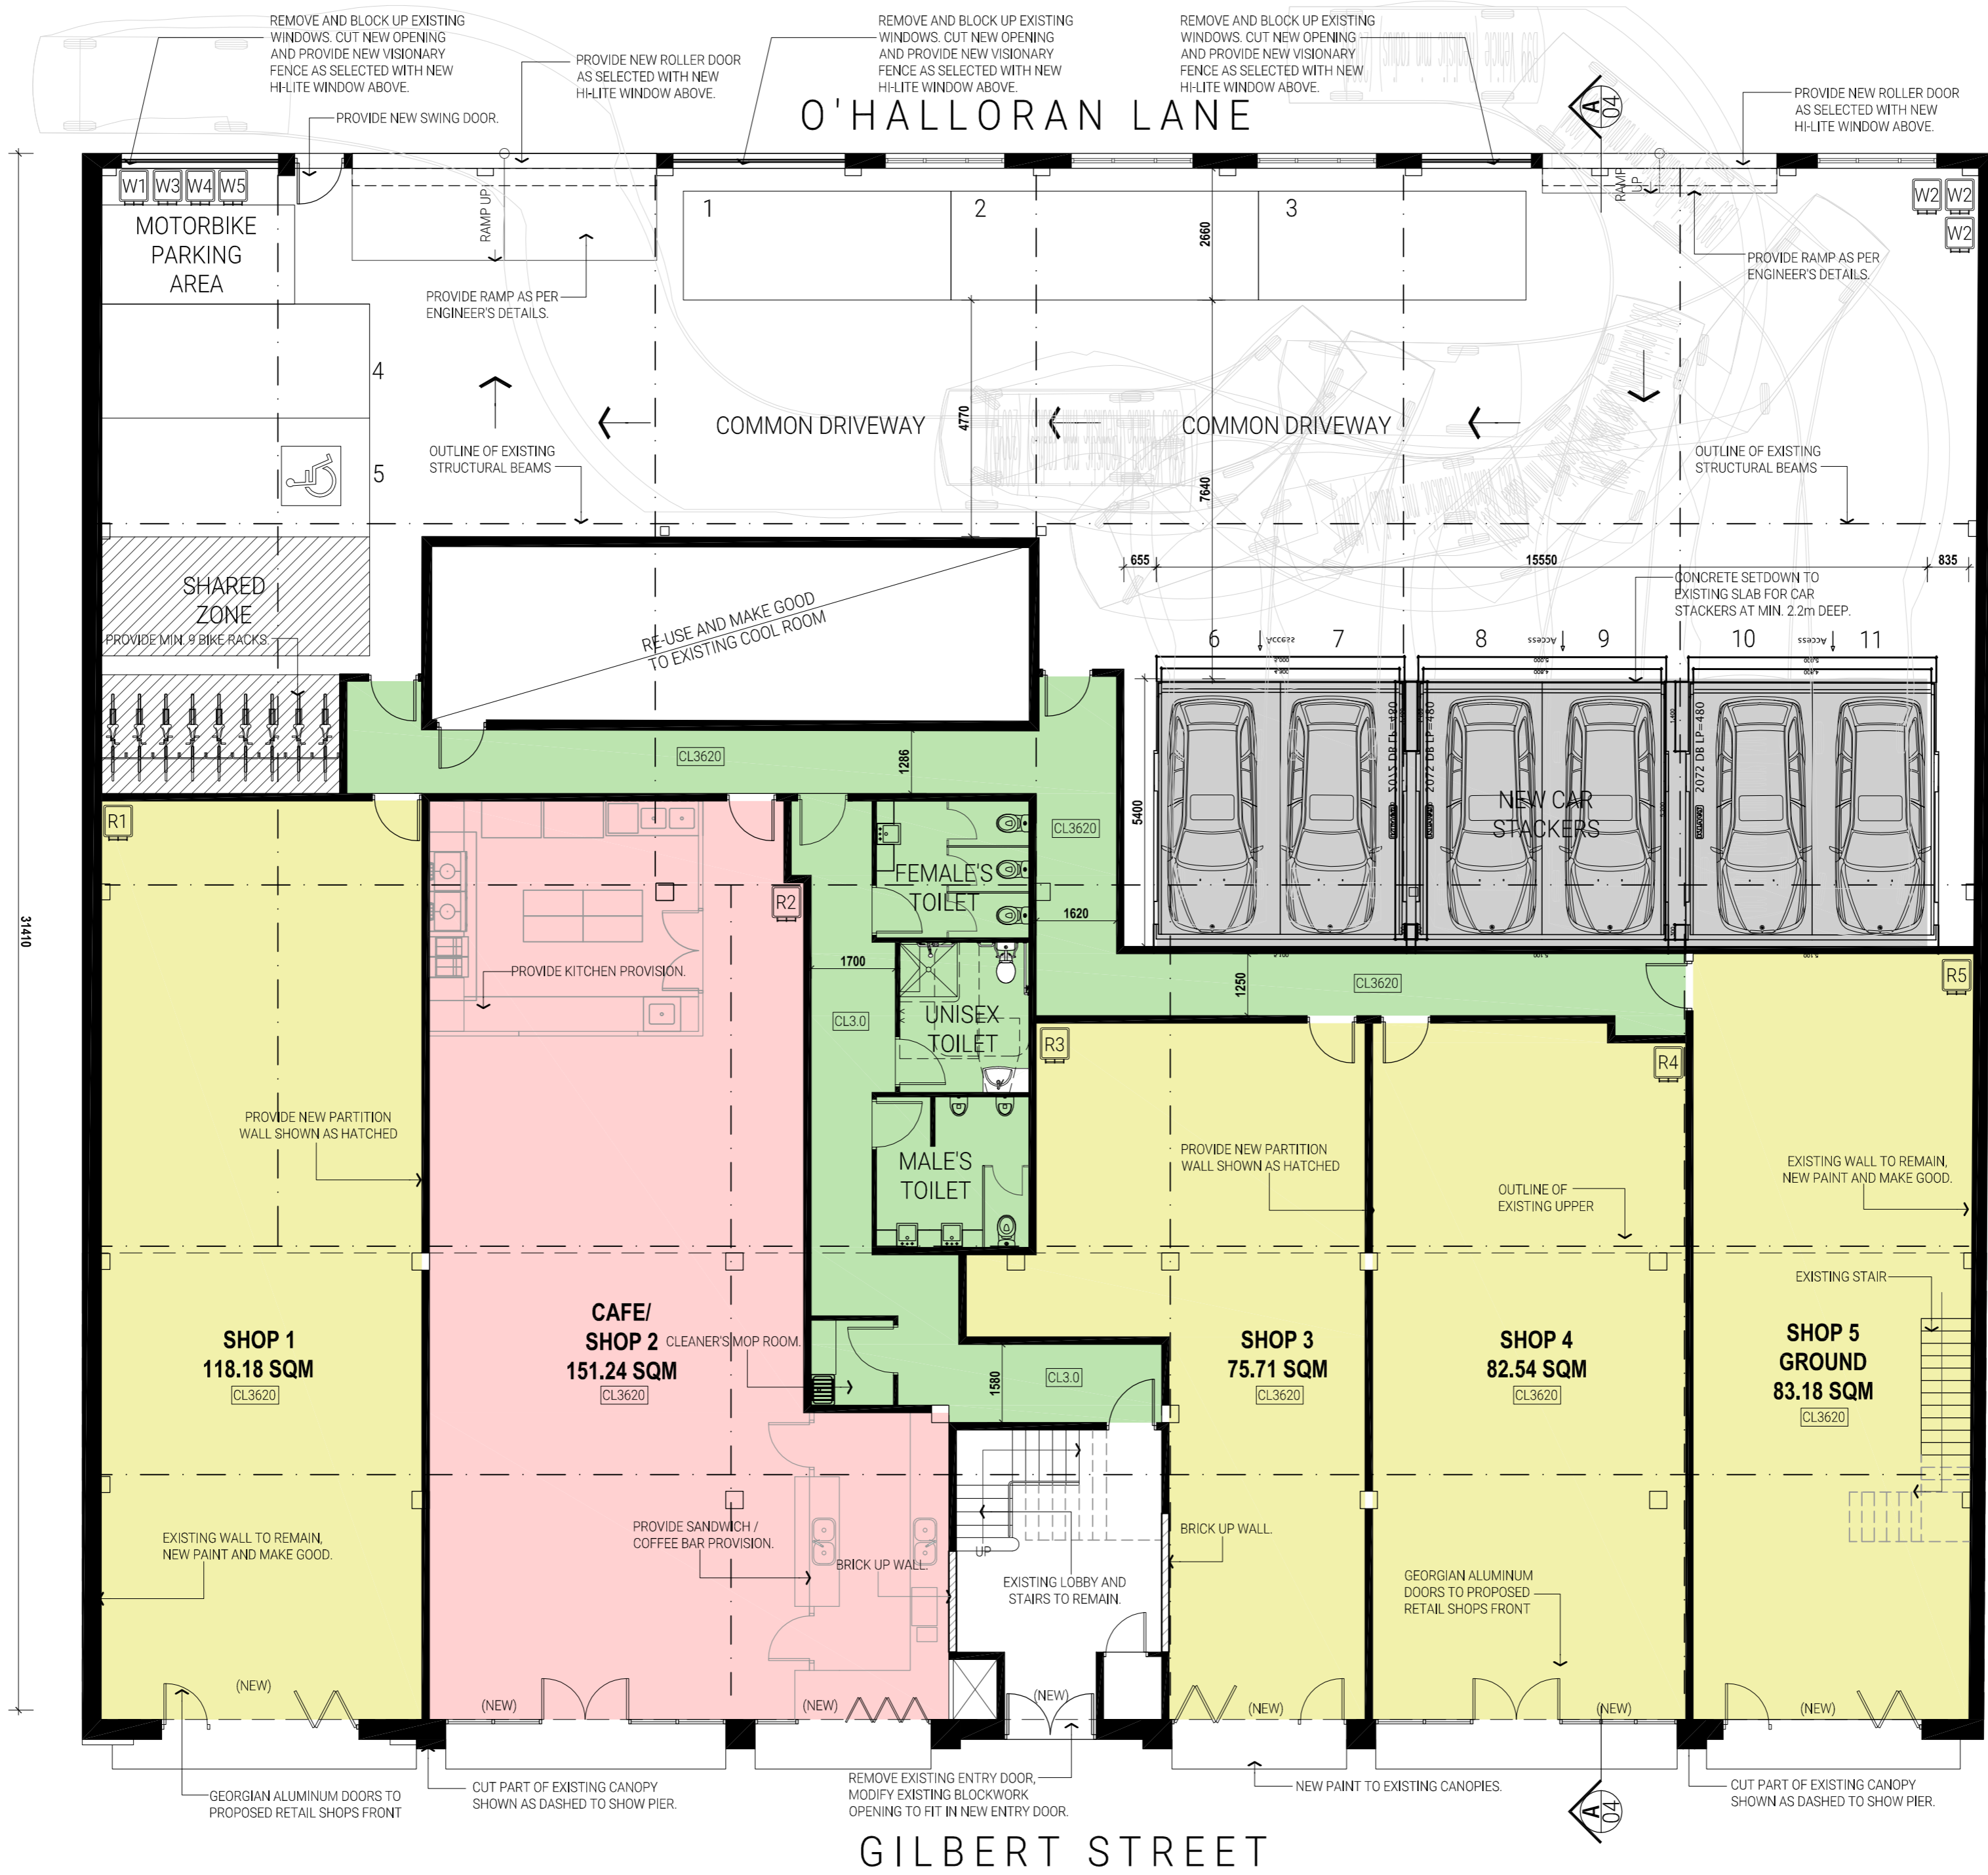 REMOVE AND BLOCK UP EXISTING
WINDOWS. CUT NEW OPENING
AND PROVIDE NEW VISIONARY
FENCE AS SELECTED WITH NEW
HI-LITE WINDOW ABOVE.
PROVIDE NEW ROLLER DOOR
AS SELECTED WITH NEW
HI-LITE WINDOW ABOVE.
PROVIDE NEW SWING DOOR.
REMOVE AND BLOCK UP EXISTING
WINDOWS. CUT NEW OPENING
AND PROVIDE NEW VISIONARY
FENCE AS SELECTED WITH NEW
HI-LITE WINDOW ABOVE.
REMOVE AND BLOCK UP EXISTING
WINDOWS. CUT NEW OPENING
AND PROVIDE NEW VISIONARY
FENCE AS SELECTED WITH NEW
HI-LITE WINDOW ABOVE.
O'HALLORAN LANE
A
04
PROVIDE NEW ROLLER DOOR
AS SELECTED WITH NEW
HI-LITE WINDOW ABOVE.
W1 W3 W4 W5
MOTORBIKE
PARKING
AREA
RAMP UP
1
2
3
2660
RAMP
UP
W2 W2
W2
PROVIDE RAMP AS PER
ENGINEER'S DETAILS.
PROVIDE RAMP AS PER
ENGINEER'S DETAILS.
4
5
COMMON DRIVEWAY
4770
COMMON DRIVEWAY
OUTLINE OF EXISTING
STRUCTURAL BEAMS
OUTLINE OF EXISTING
STRUCTURAL BEAMS
7640
655
15550
835
SHARED
ZONE
PROVIDE MIN. 9 BIKE RACKS.
RE-USE AND MAKE GOOD
TO EXISTING COOL ROOM
CONCRETE SETDOWN TO
EXISTING SLAB FOR CAR
STACKERS AT MIN. 2.2m DEEP.
6
Access
7
8
Access
9
10
Access
11
CL3620
1286
5400
2072 DB LP=480
2072 DB LP=480
2072 DB LP=480
NEW CAR
STACKERS
R1
CL3620
FEMALE'S
TOILET
R2
1620
31410
PROVIDE KITCHEN PROVISION.
1700
1250
CL3620
R5
CL3.0
UNISEX
TOILET
R3
R4
PROVIDE NEW PARTITION
WALL SHOWN AS HATCHED
MALE'S
TOILET
PROVIDE NEW PARTITION
WALL SHOWN AS HATCHED
OUTLINE OF
EXISTING UPPER
EXISTING WALL TO REMAIN,
NEW PAINT AND MAKE GOOD.
EXISTING STAIR
SHOP 1
118.18 SQM
CL3620
CAFE/
SHOP 2
151.24 SQM
CL3620
CLEANER'S MOP ROOM.
1580
CL3.0
SHOP 3
75.71 SQM
CL3620
SHOP 4
82.54 SQM
CL3620
SHOP 5
GROUND
83.18 SQM
CL3620
EXISTING WALL TO REMAIN,
NEW PAINT AND MAKE GOOD.
PROVIDE SANDWICH /
COFFEE BAR PROVISION.
BRICK UP WALL.
UP
EXISTING LOBBY AND
STAIRS TO REMAIN.
BRICK UP WALL.
GEORGIAN ALUMINUM
DOORS TO PROPOSED
RETAIL SHOPS FRONT
(NEW)
(NEW)
(NEW)
(NEW)
(NEW)
(NEW)
(NEW)
GEORGIAN ALUMINUM DOORS TO
PROPOSED RETAIL SHOPS FRONT
CUT PART OF EXISTING CANOPY
SHOWN AS DASHED TO SHOW PIER.
REMOVE EXISTING ENTRY DOOR,
MODIFY EXISTING BLOCKWORK
OPENING TO FIT IN NEW ENTRY DOOR.
NEW PAINT TO EXISTING CANOPIES.
A
04
CUT PART OF EXISTING CANOPY
SHOWN AS DASHED TO SHOW PIER.
GILBERT STREET